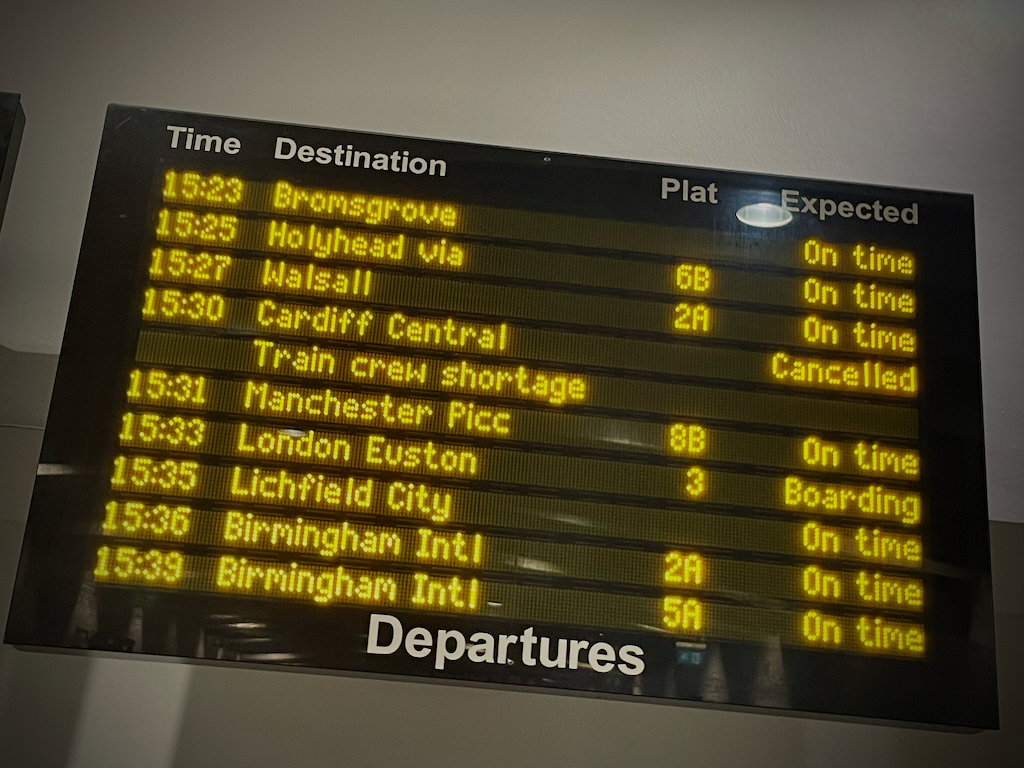 Time Destination Plat Expected
15:23 Bromsgrove On time
15:25 Holyhead via 6B On time
15:27 Walsall 2A On time
15:30 Cardiff Central Cancelled
Train crew shortage
15:31 Manchester Picc 8B On time
15:33 London Euston 3 Boarding
15:35 Lichfield City On time
15:36 Birmingham Intl 2A On time
15:39 Birmingham Intl 5A On time
Departures